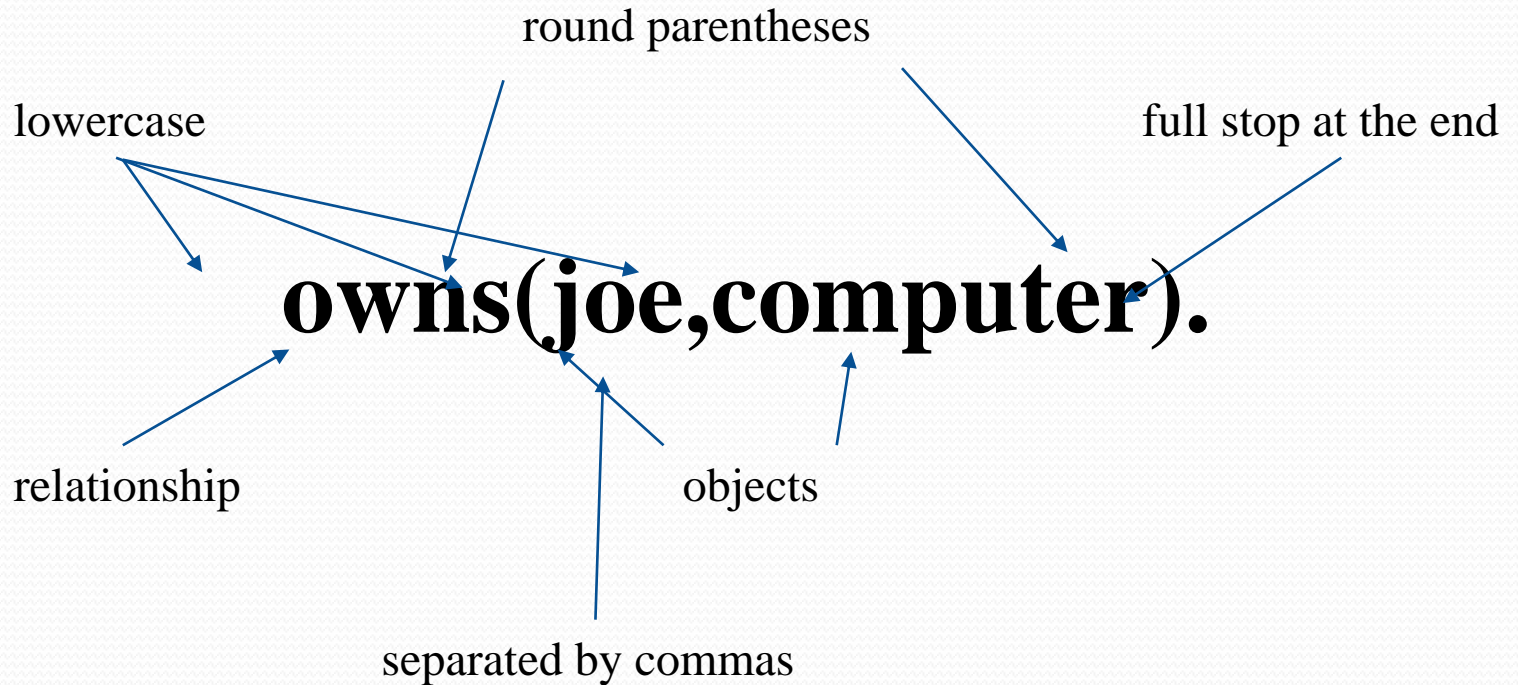 round parentheses
lowercase
full stop at the end
owns(joe,computer).
relationship
objects
separated by commas